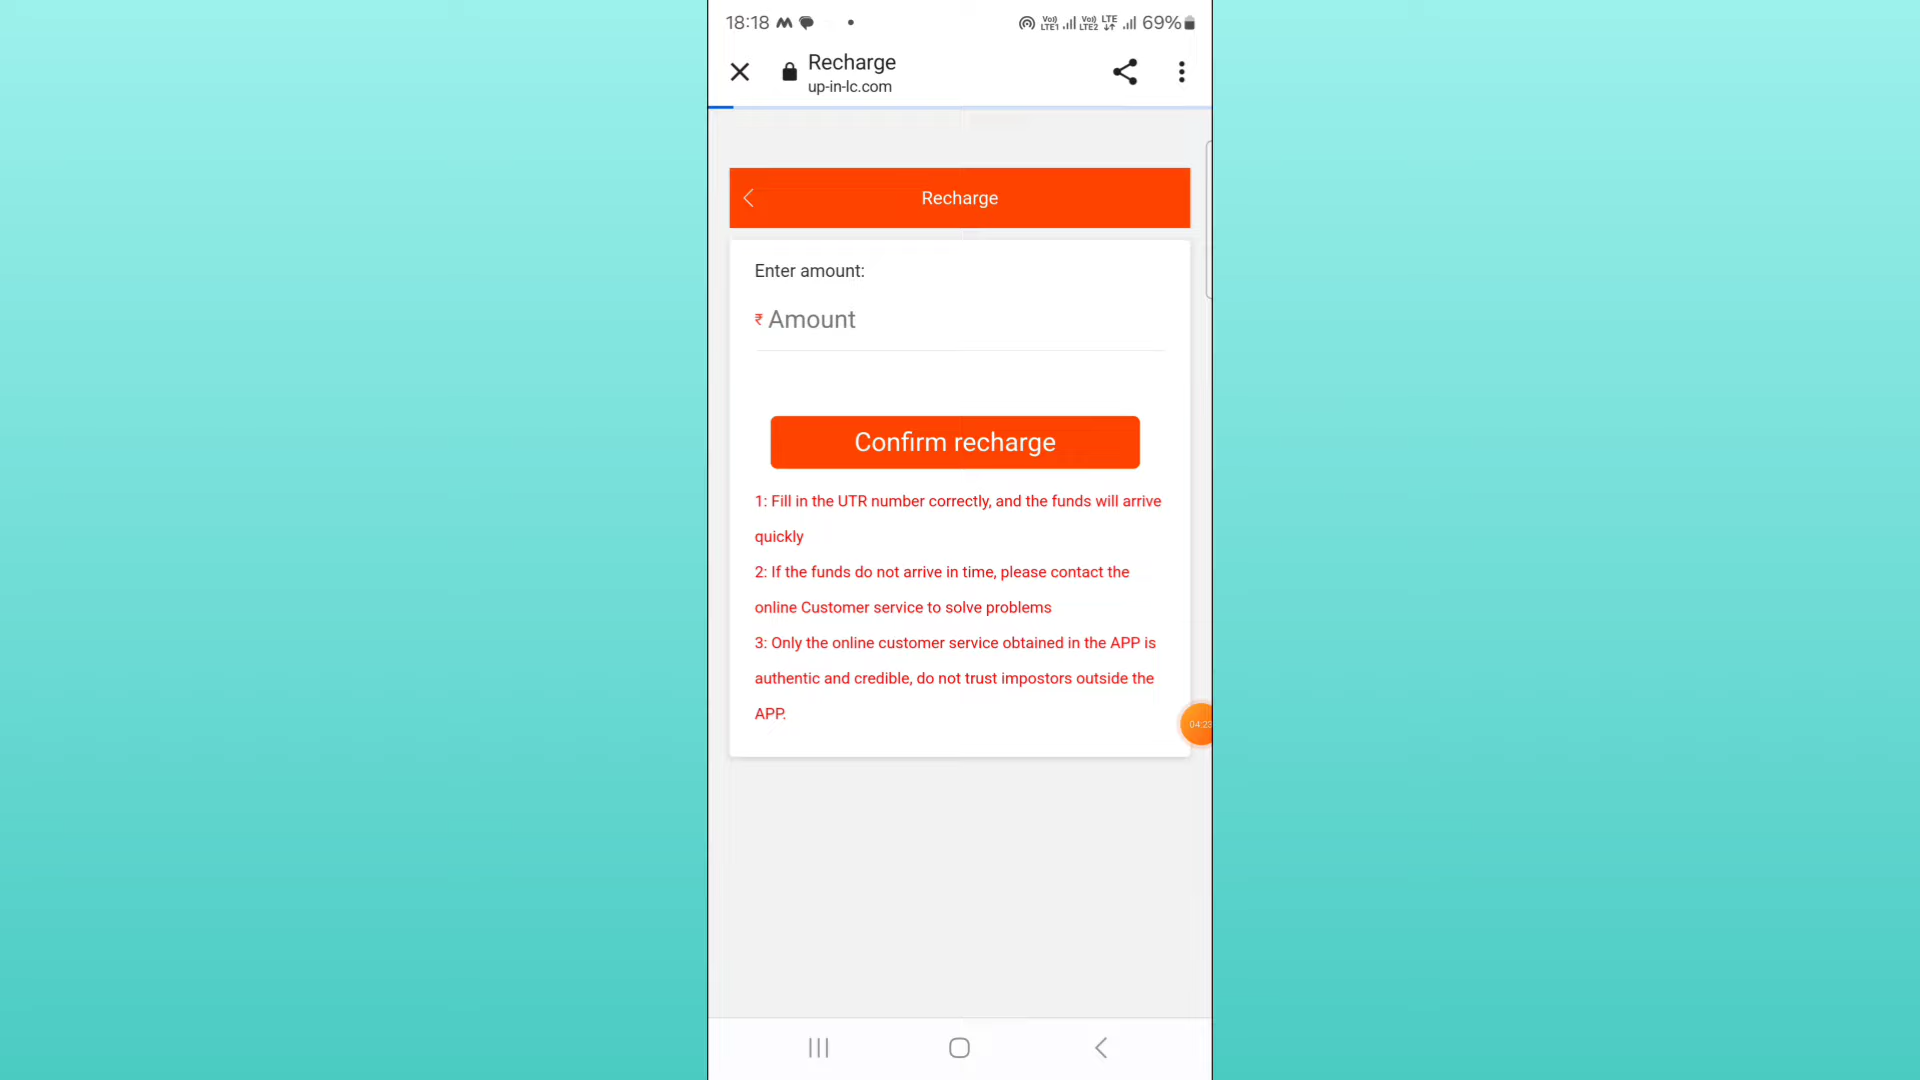 18:18 69%
Recharge
up-in-lc.com
Recharge
Enter amount:
₹ Amount
Confirm recharge
1: Fill in the UTR number correctly, and the funds will arrive
quickly
2: If the funds do not arrive in time, please contact the
online Customer service to solve problems
3: Only the online customer service obtained in the APP is
authentic and credible, do not trust impostors outside the
APP.
04:23